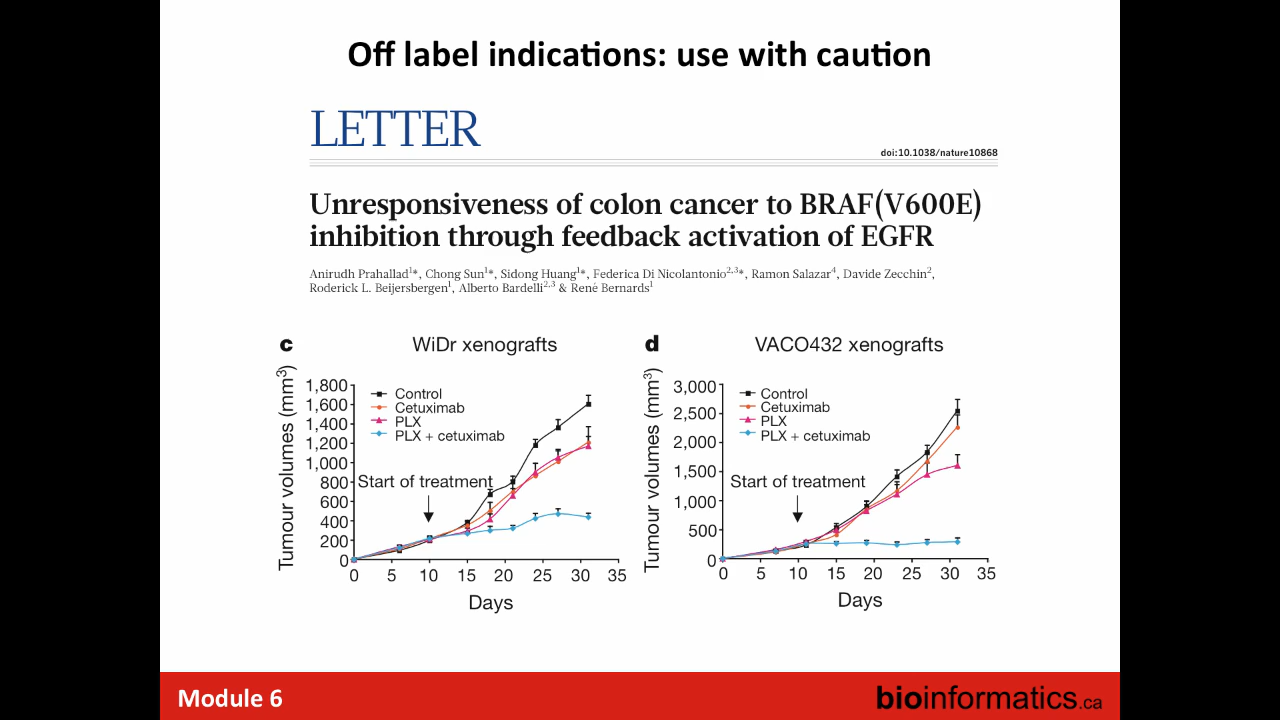 Off label indications: use with caution
LETTER
doi:10.1038/nature10868
Unresponsiveness of colon cancer to BRAF(V600E)
inhibition through feedback activation of EGFR
Anirudh Prahallad¹*, Chong Sun¹*, Sidong Huang¹*, Federica Di Nicolantonio²,³*, Ramon Salazar⁴, Davide Zecchin²,
Roderick L. Beijersbergen¹, Alberto Bardelli²,³ & René Bernards¹
c
WiDr xenografts
Tumour volumes (mm³)
1,800
1,600
1,400
1,200
1,000
800
600
400
200
0
Control
Cetuximab
PLX
PLX + cetuximab
Start of treatment
0 5 10 15 20 25 30 35
Days
d
VACO432 xenografts
Tumour volumes (mm³)
3,000
2,500
2,000
1,500
1,000
500
0
Control
Cetuximab
PLX
PLX + cetuximab
Start of treatment
0 5 10 15 20 25 30 35
Days
Module 6
bioinformatics.ca